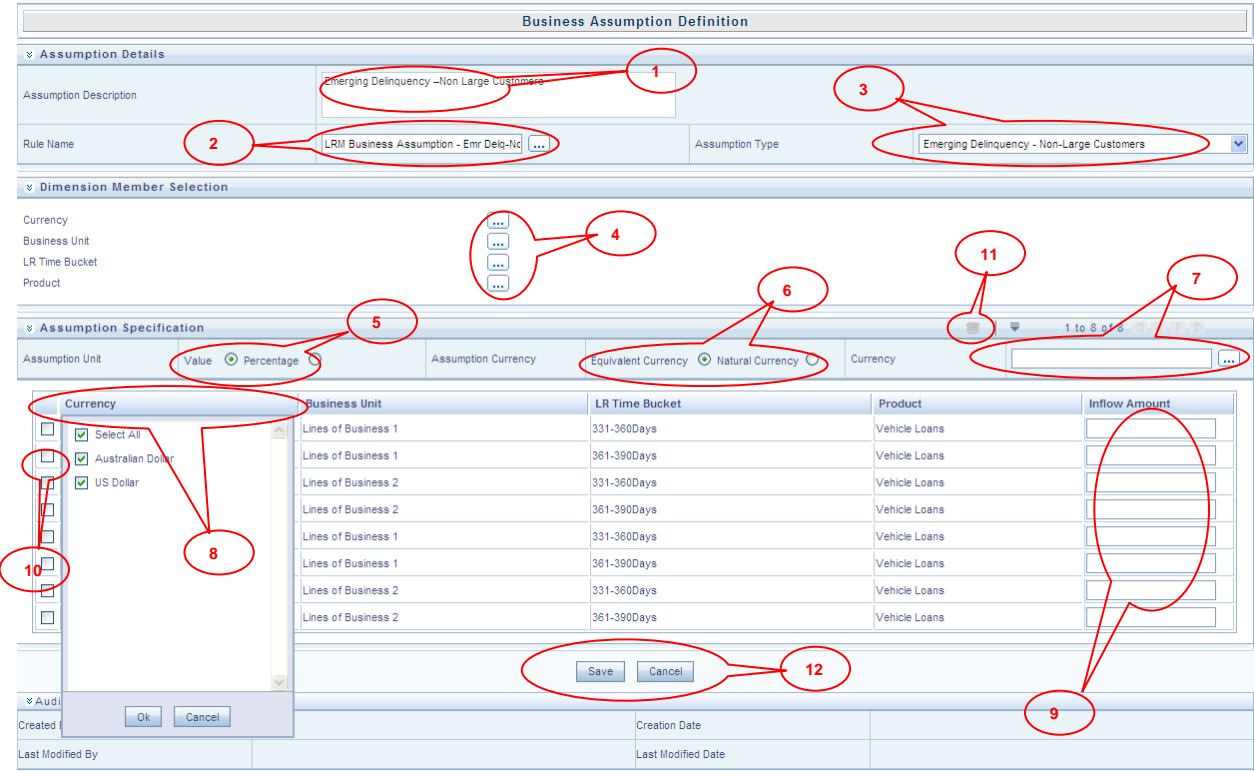 Business Assumption Definition
Assumption Details
1
Emerging Delinquency –Non Large Customers
Assumption Description
3
2
Rule Name
LRM Business Assumption - Emr Delq-Nc
...
Assumption Type
Emerging Delinquency - Non-Large Customers
Dimension Member Selection
Currency
...
4
Business Unit
...
11
LR Time Bucket
...
7
Product
...
6
5
Assumption Specification
1 to 8 of 8
Assumption Unit
Value
Percentage
Assumption Currency
Equivalent Currency
Natural Currency
Currency
...
Currency
Business Unit
LR Time Bucket
Product
Inflow Amount
Select All
Lines of Business 1
331-360Days
Vehicle Loans
Australian Dollar
Lines of Business 1
361-390Days
Vehicle Loans
US Dollar
Lines of Business 2
331-360Days
Vehicle Loans
Lines of Business 2
361-390Days
Vehicle Loans
Lines of Business 1
331-360Days
Vehicle Loans
8
10
Lines of Business 1
361-390Days
Vehicle Loans
Lines of Business 2
331-360Days
Vehicle Loans
Lines of Business 2
361-390Days
Vehicle Loans
Save
Cancel
12
Audi
Ok
Cancel
9
Created
Creation Date
Last Modified By
Last Modified Date